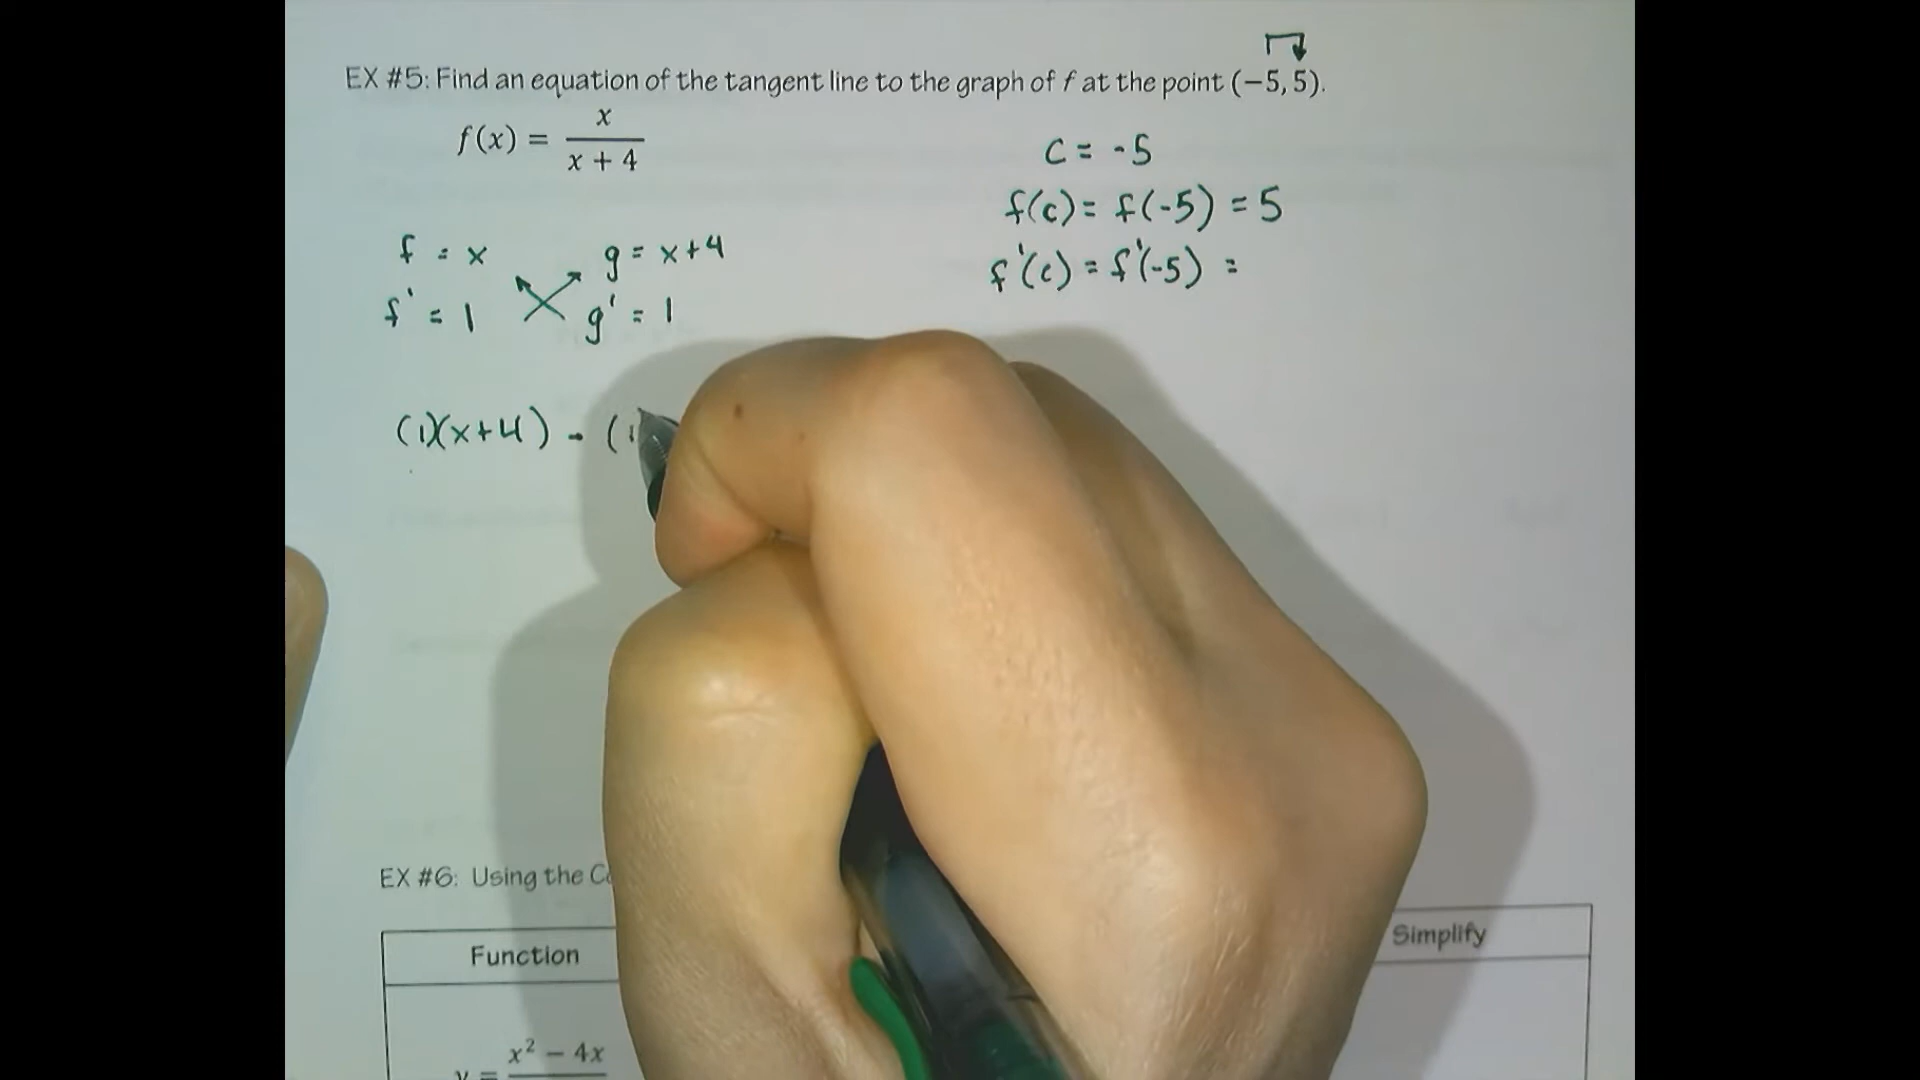 EX #5: Find an equation of the tangent line to the graph of f at the point (−5, 5).
f(x) = x / x + 4
c = -5
f(c) = f(-5) = 5
f'(c) = f'(-5) =
f = x g = x+4
f' = 1 g' = 1
(1)(x+4) - (1
EX #6: Using the
Function Simplify
y = x² − 4x